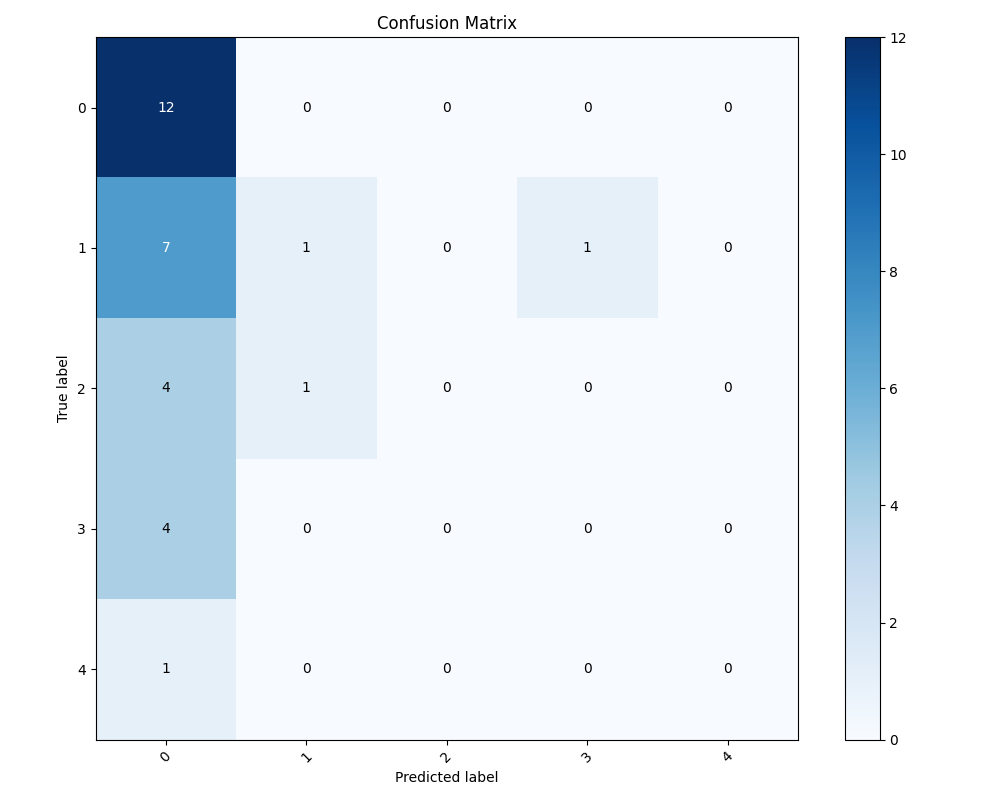 Confusion Matrix
0 12 0 0 0 0
1 7 1 0 1 0
2 4 1 0 0 0
3 4 0 0 0 0
4 1 0 0 0 0
0 1 2 3 4
True label
Predicted label
12
10
8
6
4
2
0